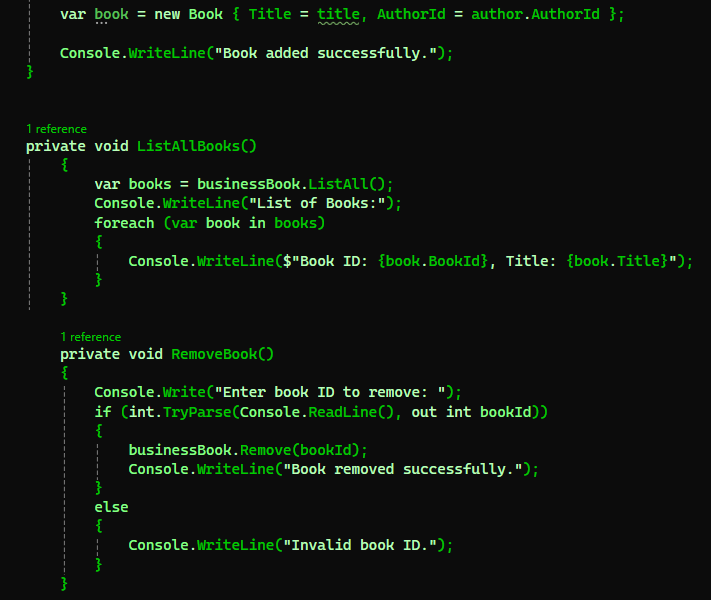 var book = new Book { Title = title, AuthorId = author.AuthorId };
Console.WriteLine("Book added successfully.");
}
1 reference
private void ListAllBooks()
{
var books = businessBook.ListAll();
Console.WriteLine("List of Books:");
foreach (var book in books)
{
Console.WriteLine($"Book ID: {book.BookId}, Title: {book.Title}");
}
}
1 reference
private void RemoveBook()
{
Console.Write("Enter book ID to remove: ");
if (int.TryParse(Console.ReadLine(), out int bookId))
{
businessBook.Remove(bookId);
Console.WriteLine("Book removed successfully.");
}
else
{
Console.WriteLine("Invalid book ID.");
}
}